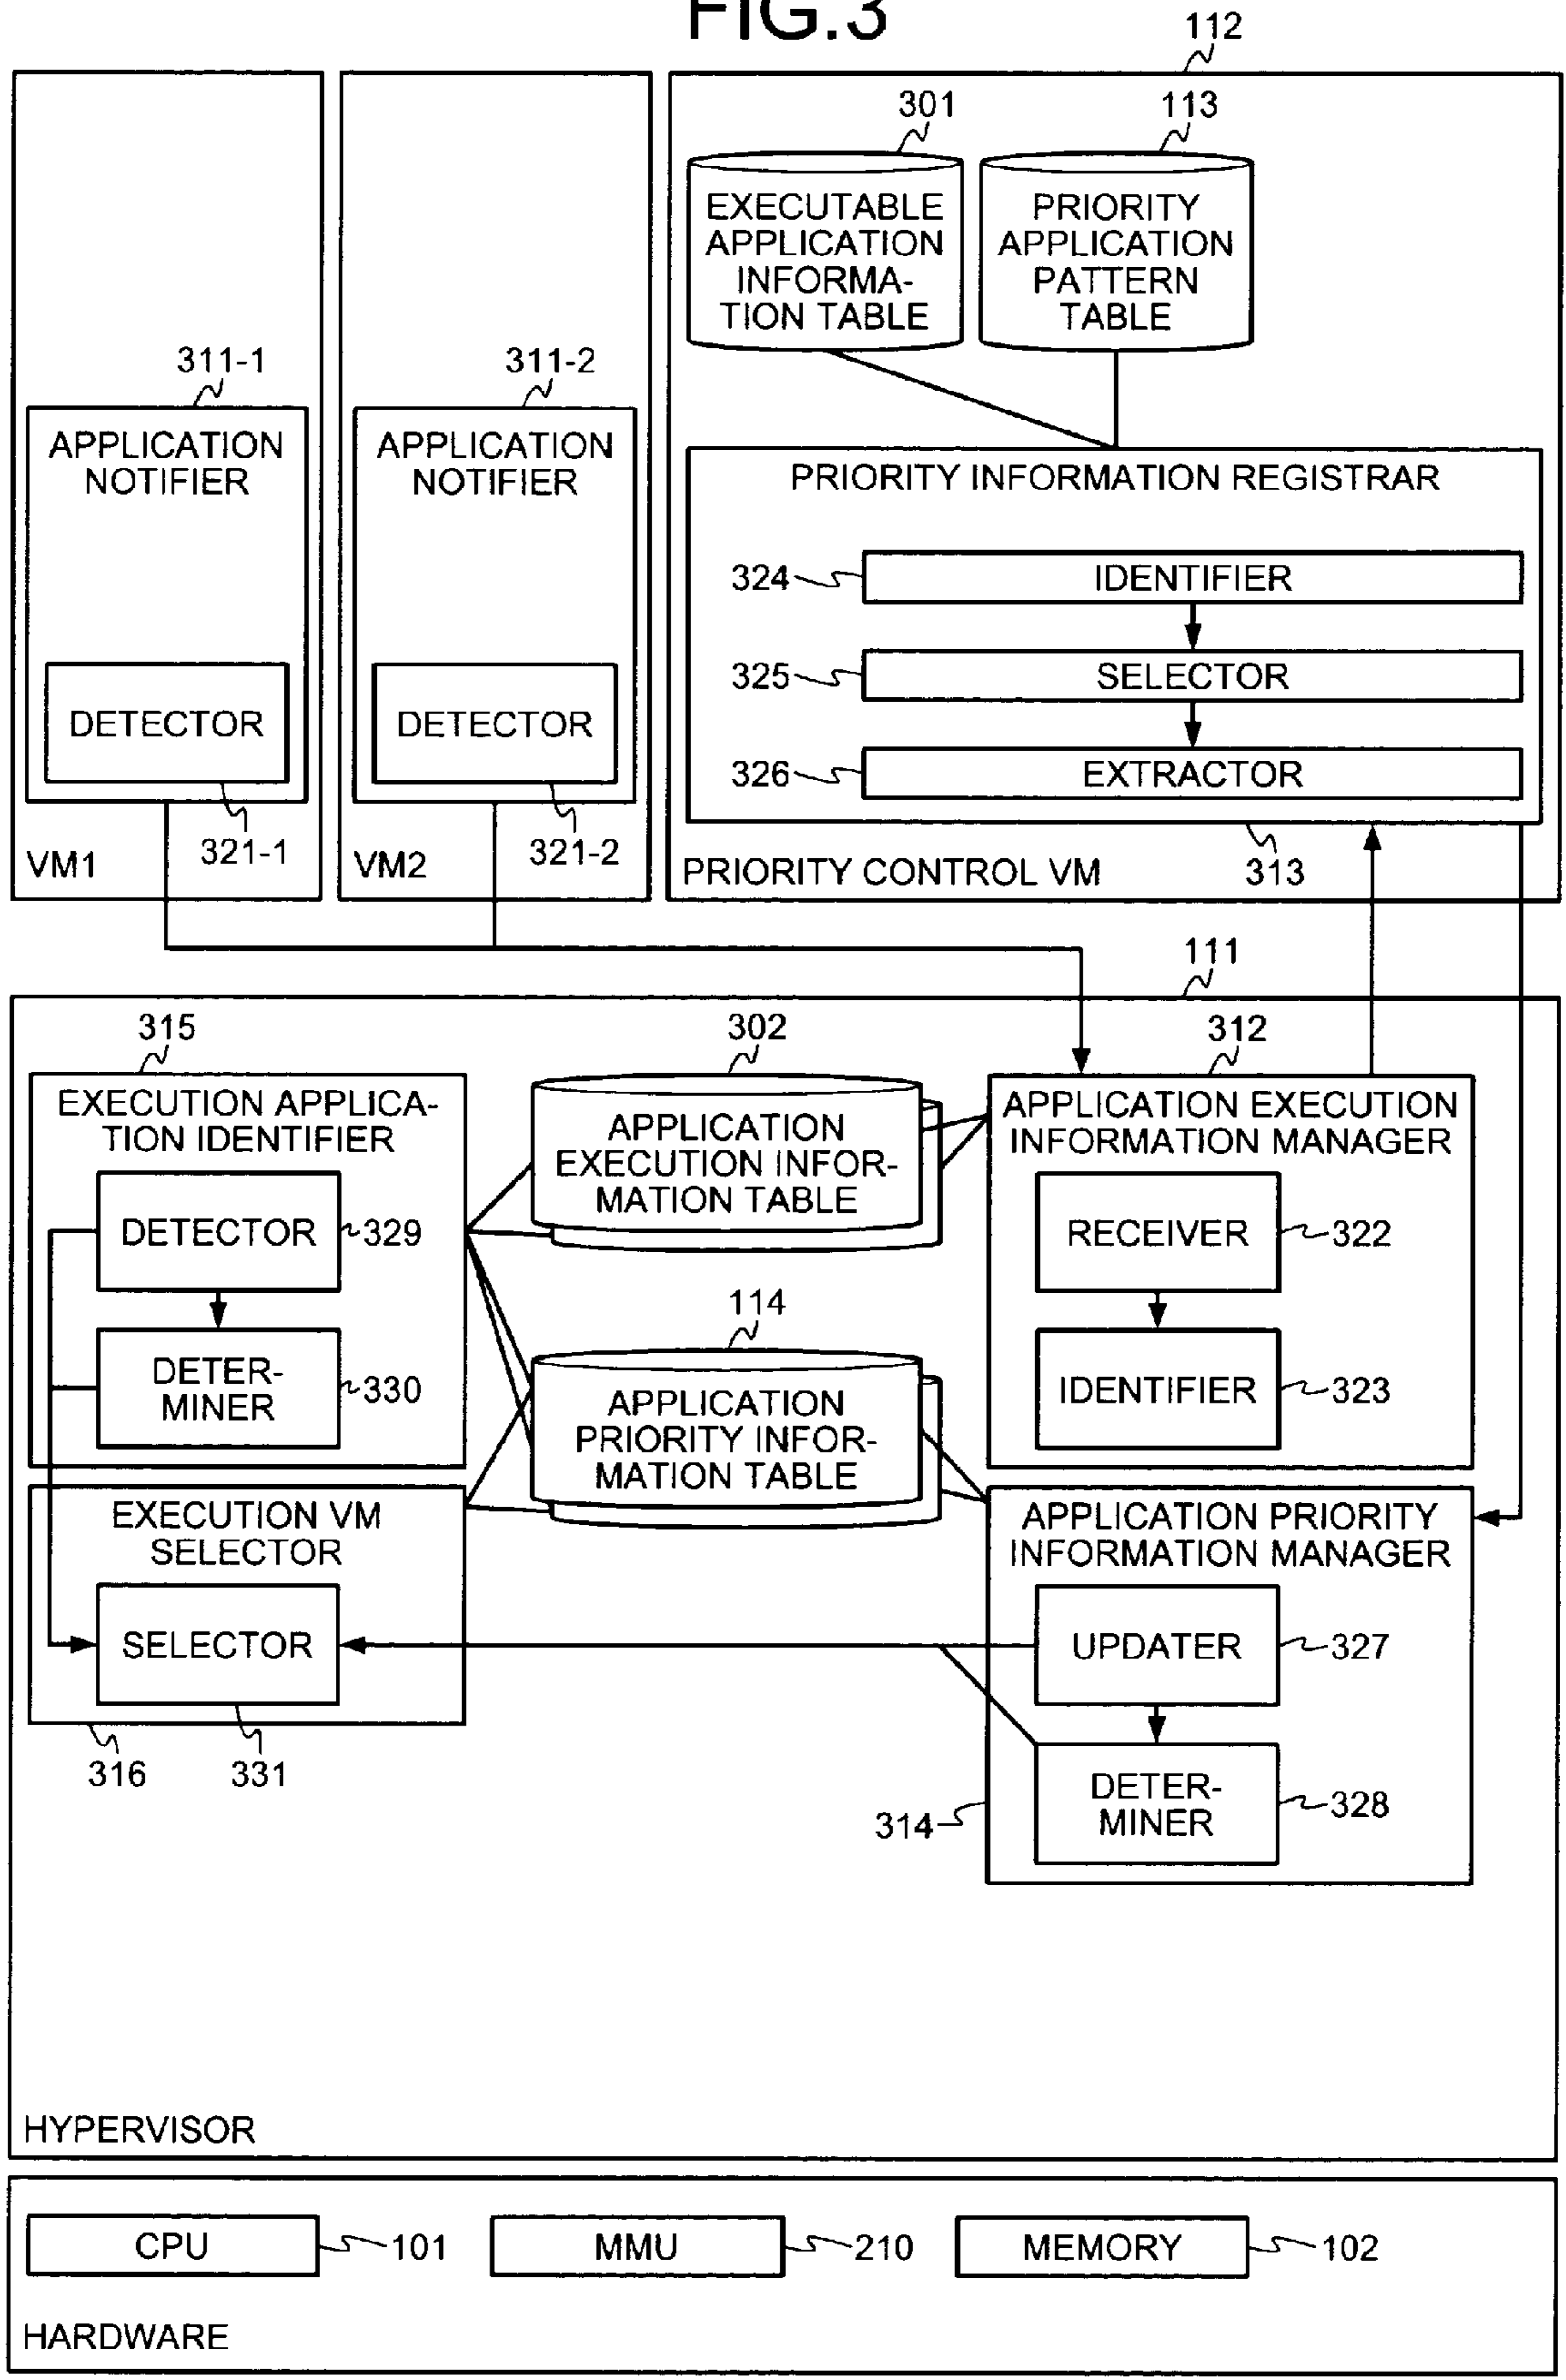 FIG.3
112
301
113
EXECUTABLE
APPLICATION
INFORMA-
TION TABLE
PRIORITY
APPLICATION
PATTERN
TABLE
311-1
311-2
APPLICATION
NOTIFIER
APPLICATION
NOTIFIER
PRIORITY INFORMATION REGISTRAR
324
IDENTIFIER
325
SELECTOR
326
EXTRACTOR
DETECTOR
DETECTOR
321-1
321-2
313
VM1
VM2
PRIORITY CONTROL VM
111
315
302
312
EXECUTION APPLICA-
TION IDENTIFIER
APPLICATION
EXECUTION INFOR-
MATION TABLE
APPLICATION EXECUTION
INFORMATION MANAGER
DETECTOR
329
RECEIVER
322
114
DETER-
MINER
330
APPLICATION
PRIORITY INFOR-
MATION TABLE
IDENTIFIER
323
EXECUTION VM
SELECTOR
APPLICATION PRIORITY
INFORMATION MANAGER
SELECTOR
UPDATER
327
316
331
314
DETER-
MINER
328
HYPERVISOR
CPU
101
MMU
210
MEMORY
102
HARDWARE